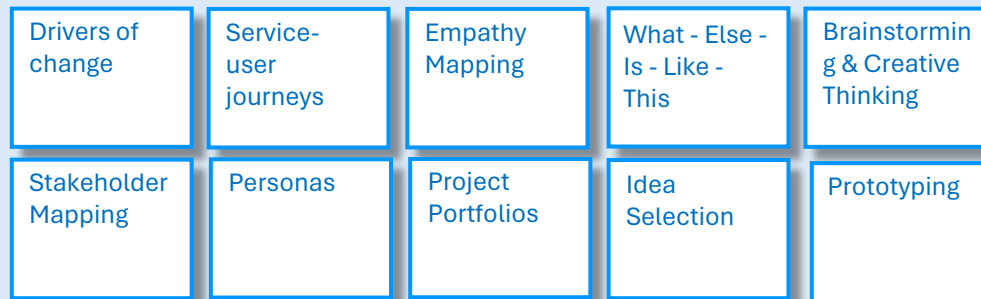 Drivers of
change
Service-
user
journeys
Empathy
Mapping
What - Else -
Is - Like -
This
Brainstormin
g & Creative
Thinking
Stakeholder
Mapping
Personas
Project
Portfolios
Idea
Selection
Prototyping